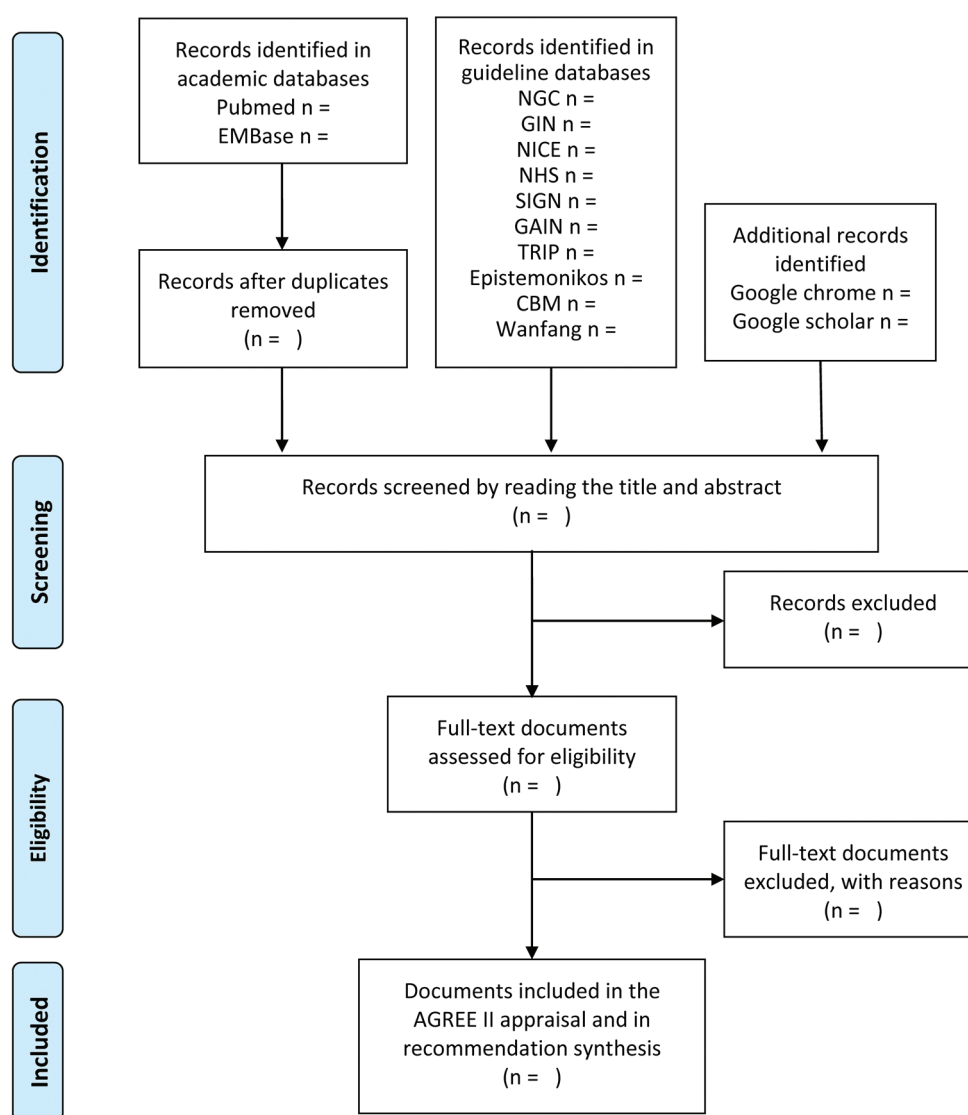 Identification
Records identified in
academic databases
Pubmed n =
EMBase n =
Records after duplicates
removed
(n =   )
Records identified in
guideline databases
NGC n =
GIN n =
NICE n =
NHS n =
SIGN n =
GAIN n =
TRIP n =
Epistemonikos n =
CBM n =
Wanfang n =
Additional records
identified
Google chrome n =
Google scholar n =
Screening
Records screened by reading the title and abstract
(n =   )
Records excluded
(n =   )
Eligibility
Full-text documents
assessed for eligibility
(n =   )
Full-text documents
excluded, with reasons
(n =   )
Included
Documents included in the
AGREE II appraisal and in
recommendation synthesis
(n =   )